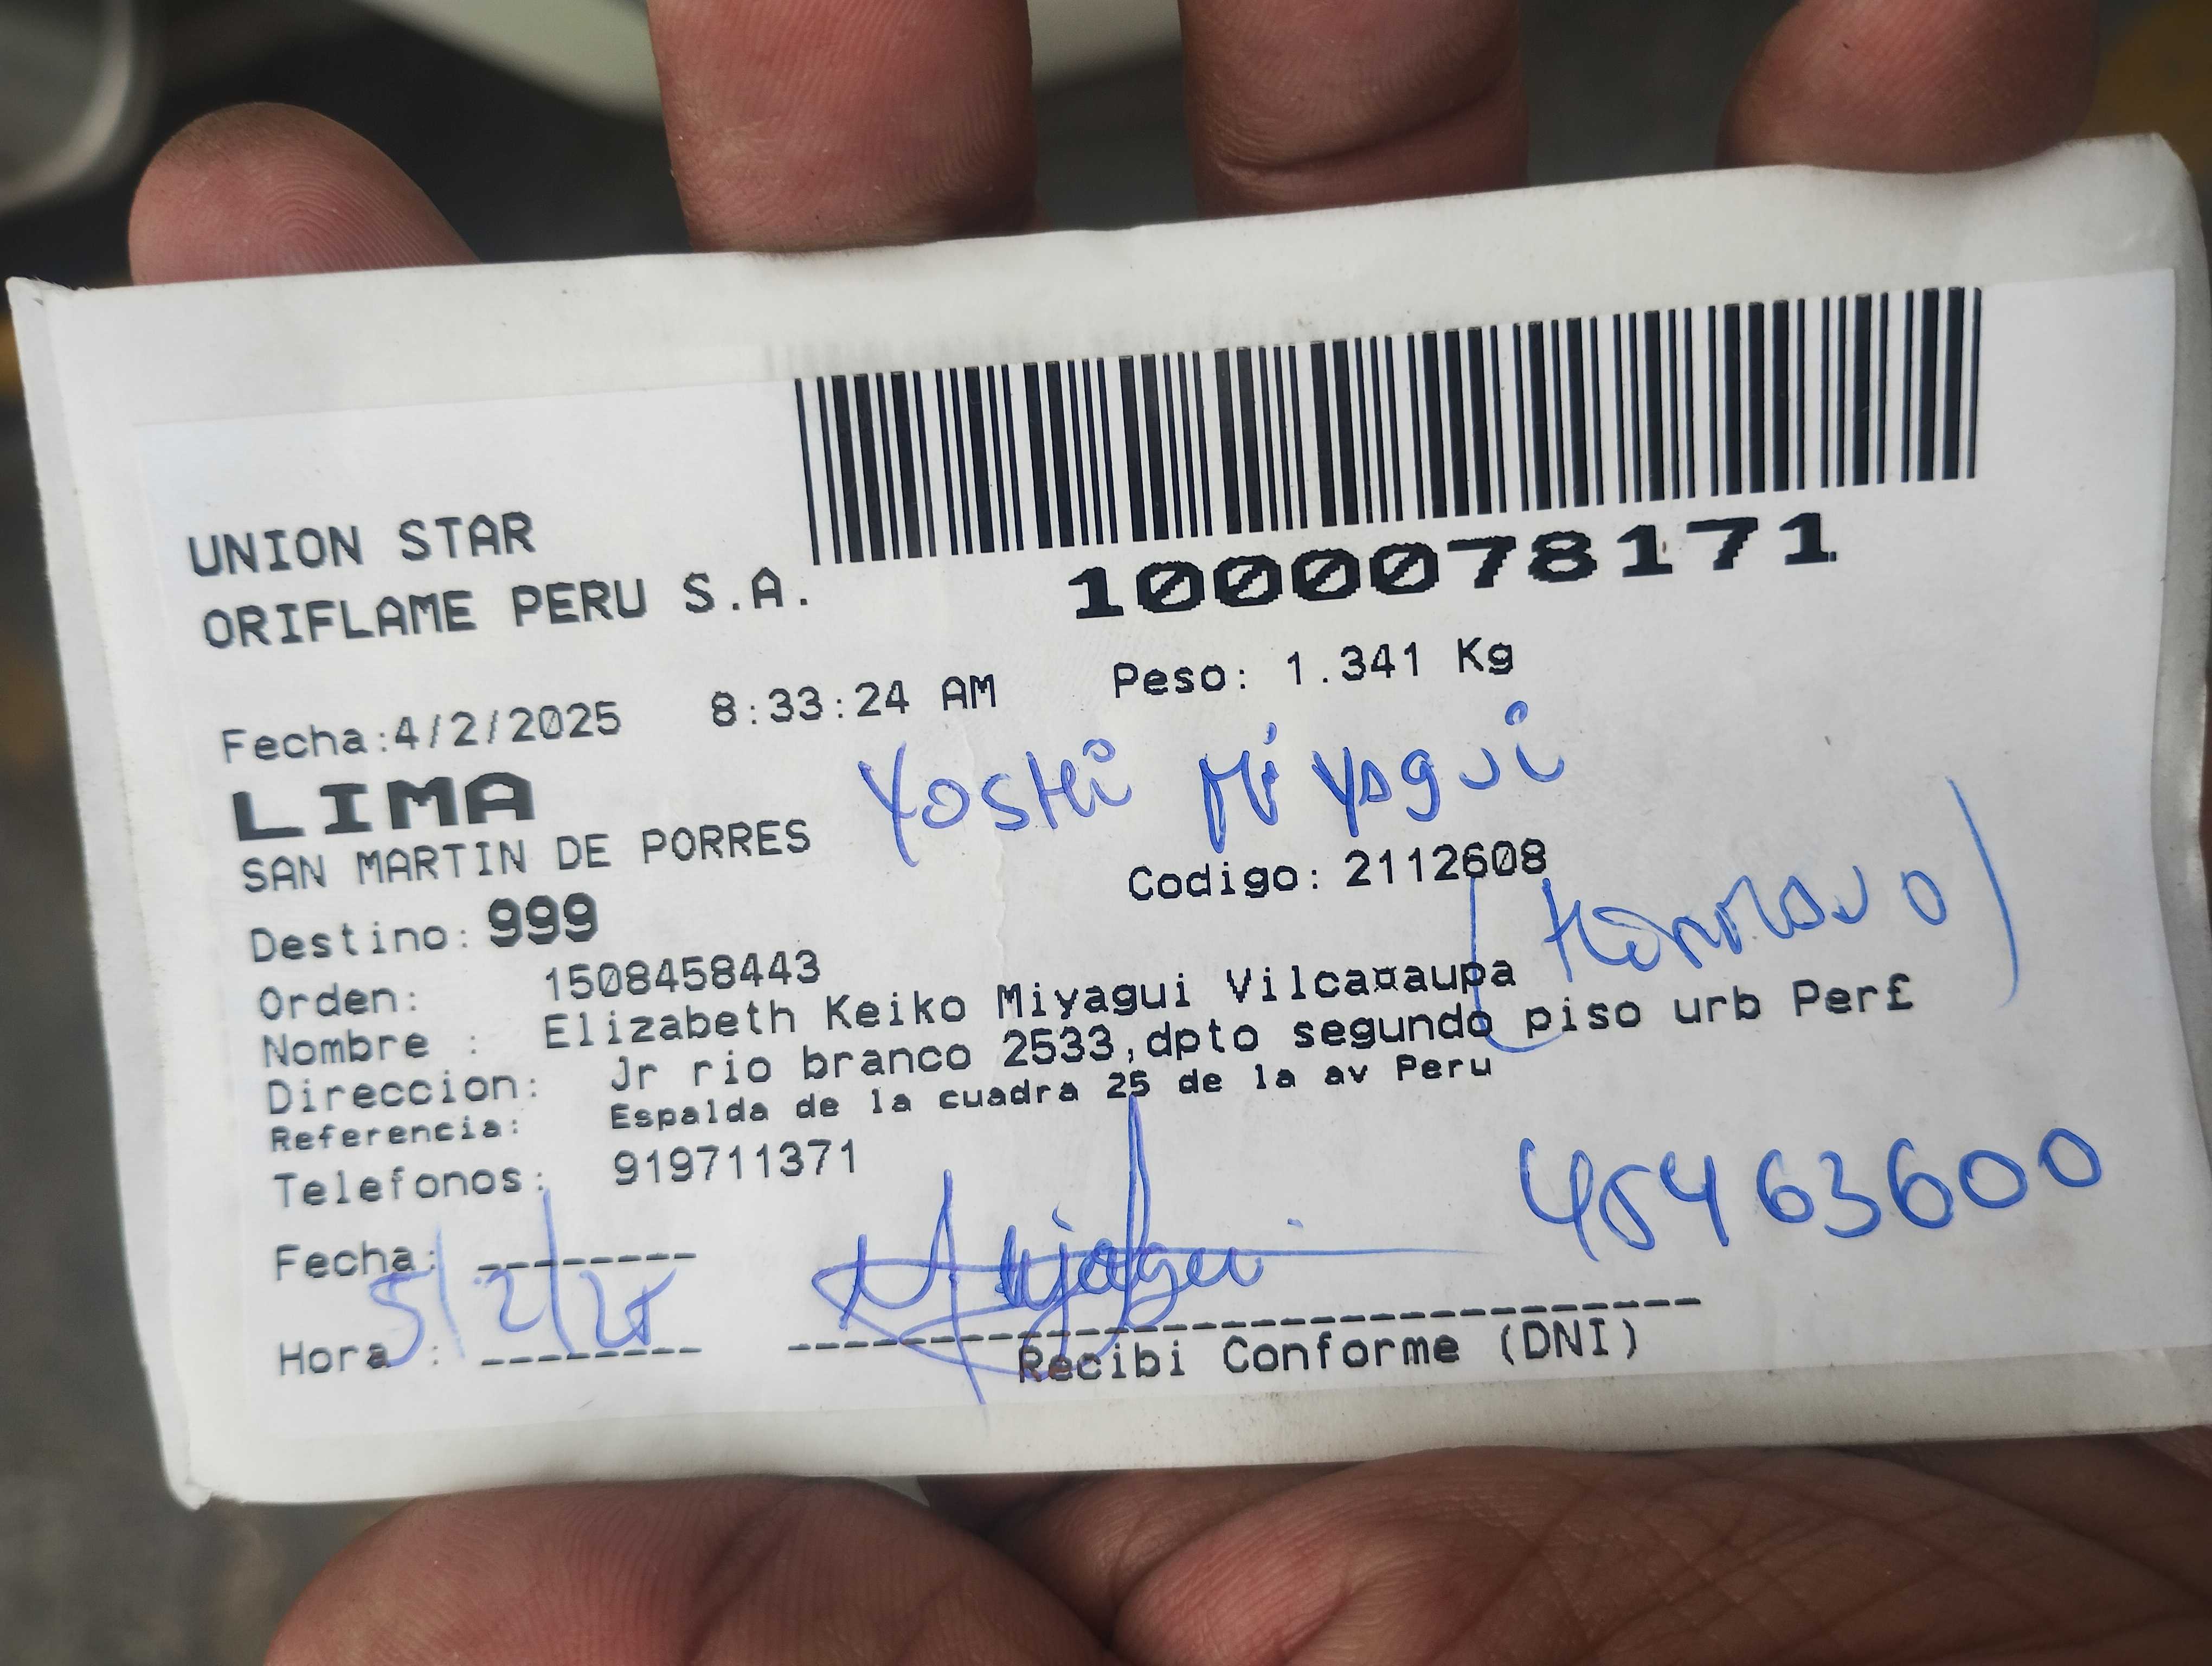 UNION STAR
ORIFLAME PERU S.A.
1000078171
Fecha:4/2/2025 8:33:24 AM Peso: 1.341 Kg
LIMA
Yoshi Miyagui
SAN MARTIN DE PORRES
Codigo: 2112608
Destino: 999
(Hermano)
Orden: 1508458443
Nombre : Elizabeth Keiko Miyagui Vilca¤aupa
Direccion: Jr rio branco 2533,dpto segundo piso urb Per£
Referencia: Espalda de la cuadra 25 de la av Peru
Telefonos: 919711371
45463600
Fecha: --------
5/2/25
Hora : --------
Recibi Conforme (DNI)